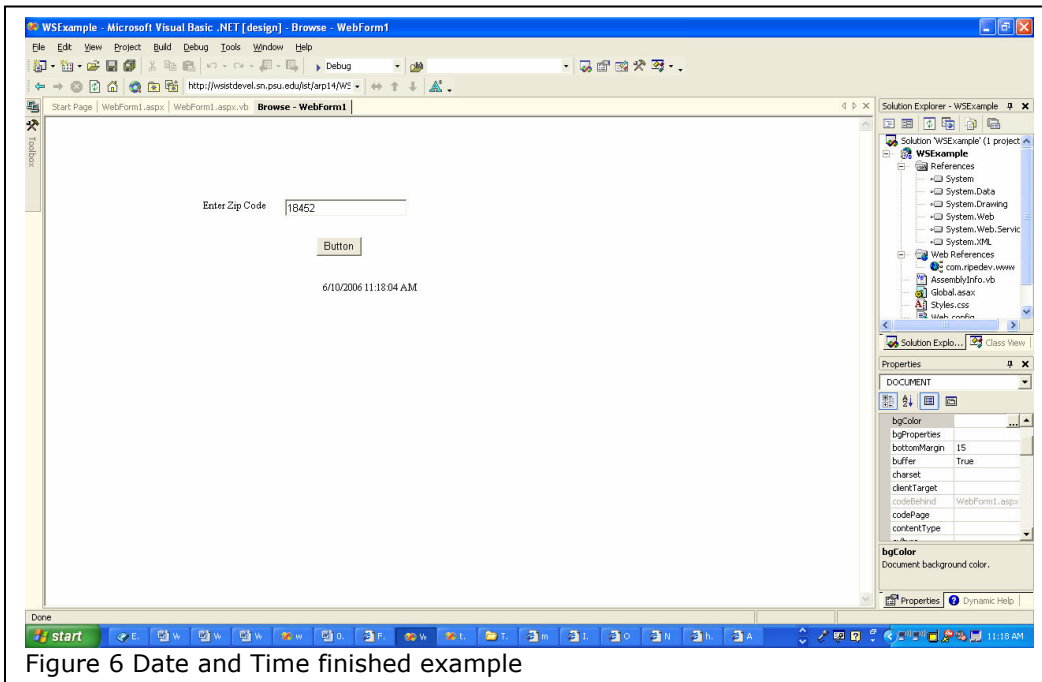 WSExample - Microsoft Visual Basic .NET [design] - Browse - WebForm1
File Edit View Project Build Debug Tools Window Help
Debug
http://wsistdevel.sn.psu.edu/ist/arp14/WS
Start Page WebForm1.aspx WebForm1.aspx.vb Browse - WebForm1
Toolbox
Enter Zip Code 18452
Button
6/10/2006 11:18:04 AM
Solution Explorer - WSExample
Solution 'WSExample' (1 project
WSExample
References
System
System.Data
System.Drawing
System.Web
System.Web.Servic
System.XML
Web References
com.ripedev.www
AssemblyInfo.vb
Global.asax
Styles.css
Web.config
Solution Explo... Class View
Properties
DOCUMENT
bgColor ...
bgProperties
bottomMargin 15
buffer True
charset
clientTarget
codeBehind WebForm1.aspx
codePage
contentType
bgColor
Document background color.
Properties Dynamic Help
Done
start E. W W W w 0. F. W t. T. m I. O N h. A 11:18 AM
Figure 6 Date and Time finished example